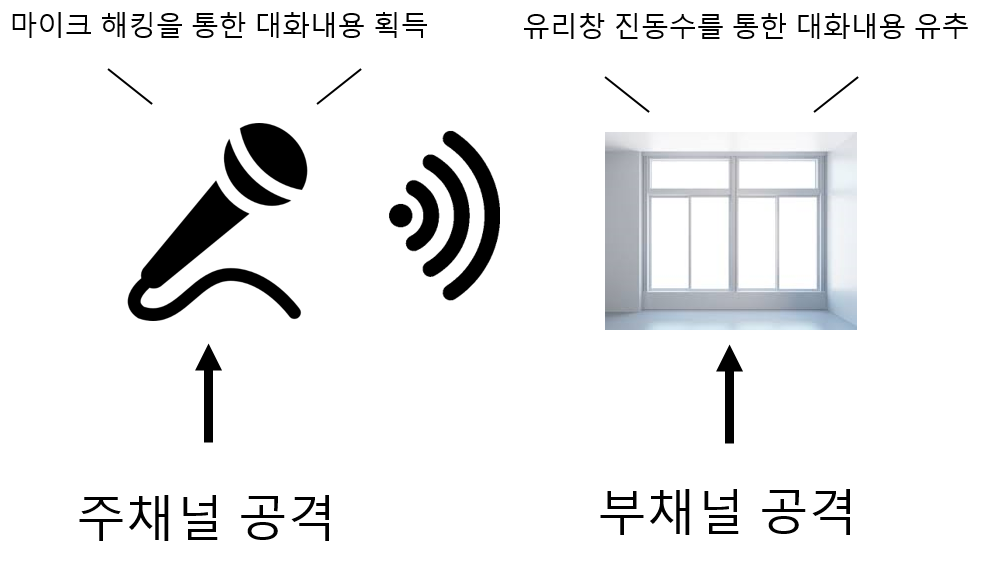 마이크 해킹을 통한 대화내용 획득
유리창 진동수를 통한 대화내용 유추
주채널 공격
부채널 공격